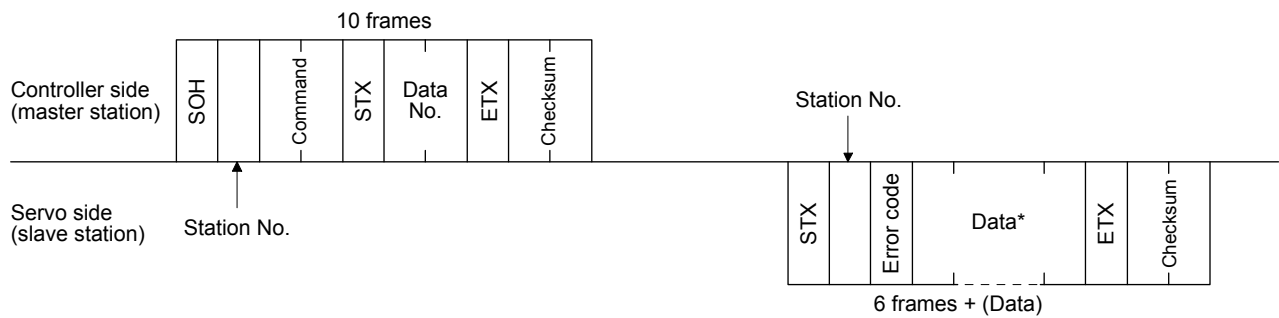 10 frames
Controller side
(master station)
SOH
Command
STX
Data
No.
ETX
Checksum
Station No.
Servo side
(slave station)
Station No.
STX
Error code
Data*
ETX
Checksum
6 frames + (Data)